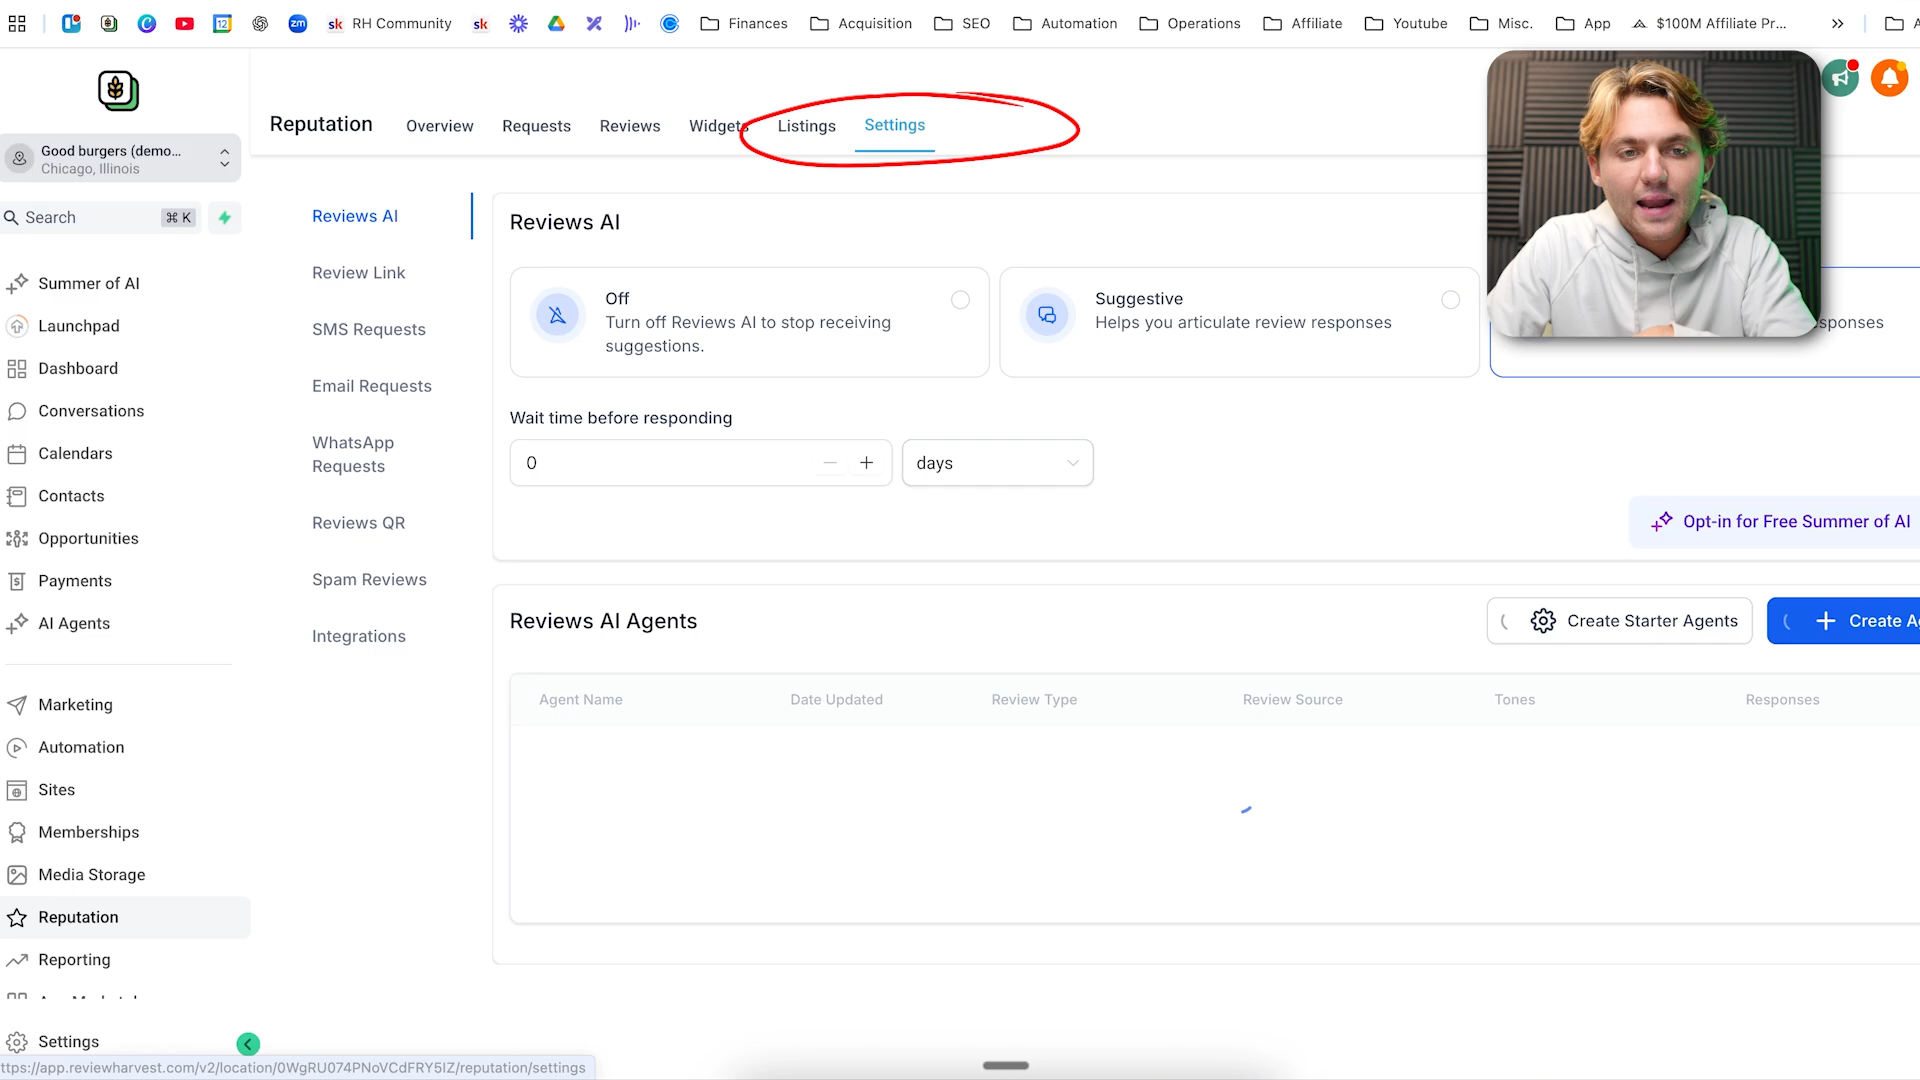 RH Community
Finances
Acquisition
SEO
Automation
Operations
Affiliate
Youtube
Misc.
App
$100M Affiliate Pr...
Reputation
Overview
Requests
Reviews
Widgets
Listings
Settings
Good burgers (demo...
Chicago, Illinois
Search
⌘ K
Summer of AI
Launchpad
Dashboard
Conversations
Calendars
Contacts
Opportunities
Payments
AI Agents
Marketing
Automation
Sites
Memberships
Media Storage
Reputation
Reporting
Settings
ttps://app.reviewharvest.com/v2/location/0WgRU074PNoVCdFRY5IZ/reputation/settings
Reviews AI
Review Link
SMS Requests
Email Requests
WhatsApp
Requests
Reviews QR
Spam Reviews
Integrations
Reviews AI
Off
Turn off Reviews AI to stop receiving
suggestions.
Suggestive
Helps you articulate review responses
sponses
Wait time before responding
0
days
Opt-in for Free Summer of AI
Reviews AI Agents
Create Starter Agents
Create Ag
Agent Name
Date Updated
Review Type
Review Source
Tones
Responses